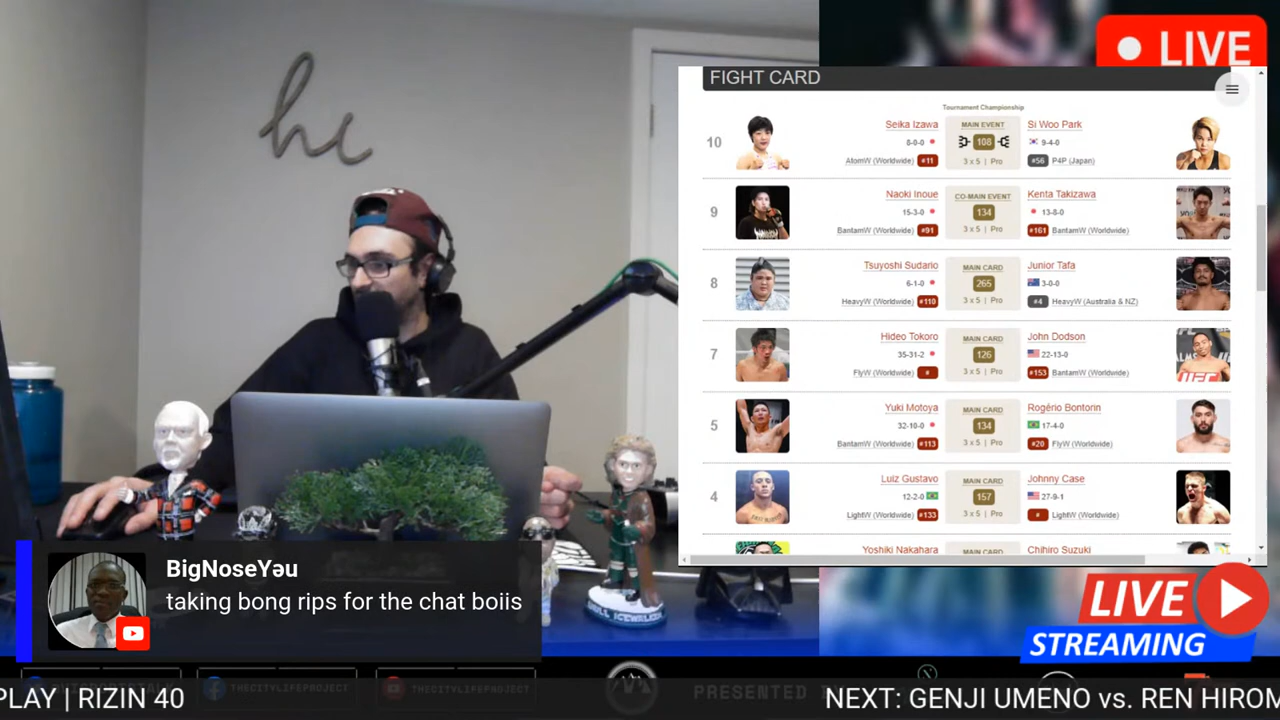 hi
LIVE
FIGHT CARD
Tournament Championship
10
Seika Izawa
8-0-0
AtomW (Worldwide) #11
MAIN EVENT
108
3 x 5 | Pro
Si Woo Park
9-4-0
#56 P4P (Japan)
9
Naoki Inoue
15-3-0
BantamW (Worldwide) #91
CO-MAIN EVENT
134
3 x 5 | Pro
Kenta Takizawa
13-8-0
#161 BantamW (Worldwide)
8
Tsuyoshi Sudario
6-1-0
HeavyW (Worldwide) #110
MAIN CARD
265
3 x 5 | Pro
Junior Tafa
3-0-0
#4 HeavyW (Australia & NZ)
7
Hideo Tokoro
35-31-2
FlyW (Worldwide) #
MAIN CARD
126
3 x 5 | Pro
John Dodson
22-13-0
#153 BantamW (Worldwide)
5
Yuki Motoya
32-10-0
BantamW (Worldwide) #113
MAIN CARD
134
3 x 5 | Pro
Rogério Bontorin
17-4-0
#20 FlyW (Worldwide)
4
Luiz Gustavo
12-2-0
LightW (Worldwide) #133
MAIN CARD
157
3 x 5 | Pro
Johnny Case
27-9-1
# LightW (Worldwide)
Yoshiki Nakahara
MAIN CARD
Chihiro Suzuki
BigNoseYəu
taking bong rips for the chat boiis
LIVE
STREAMING
THECITYLIFEPROJECT
THECITYLIFEPROJECT
PRESENTED
PLAY | RIZIN 40
NEXT: GENJI UMENO vs. REN HIROM